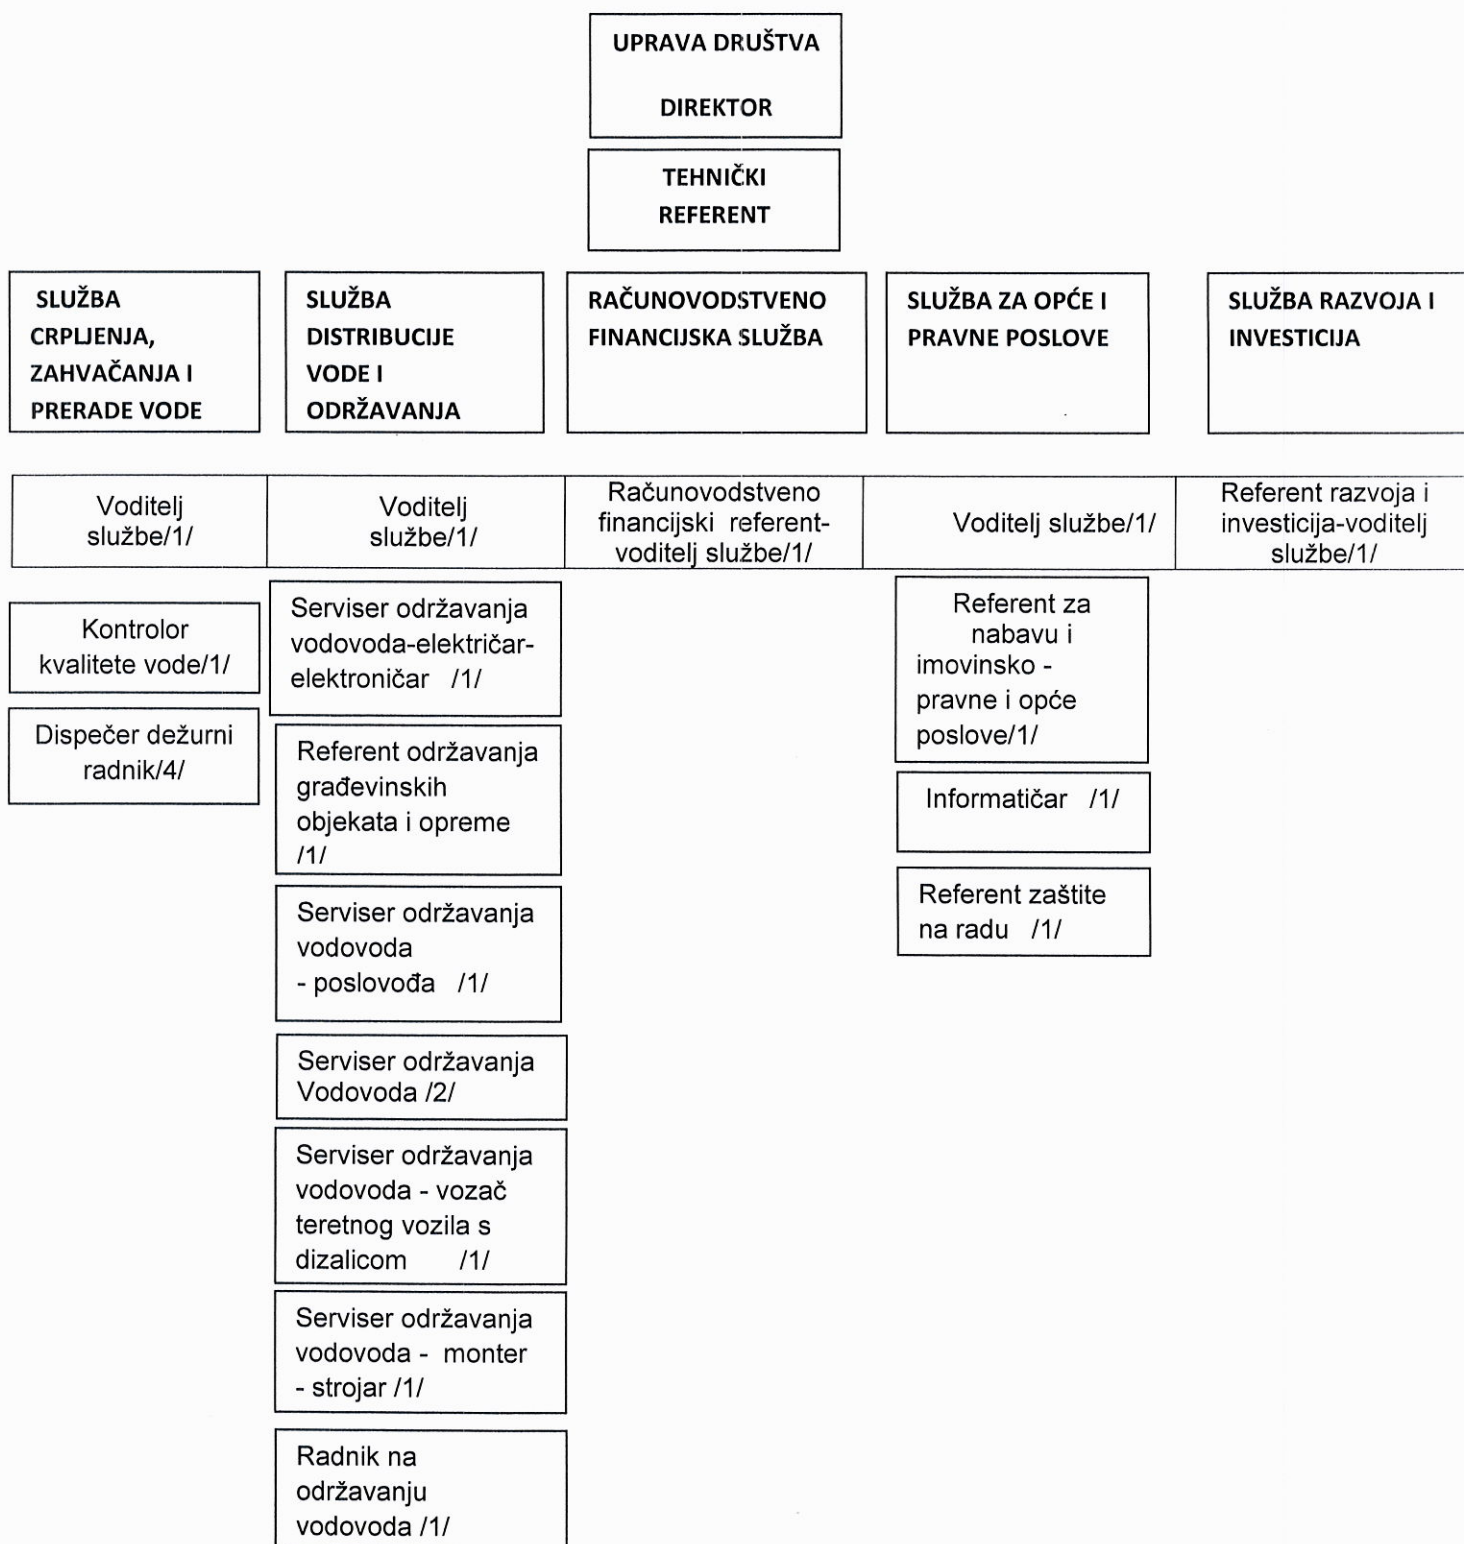 UPRAVA DRUŠTVA
DIREKTOR
TEHNIČKI
REFERENT
SLUŽBA
CRPLJENJA,
ZAHVAČANJA I
PRERADE VODE
SLUŽBA
DISTRIBUCIJE
VODE I
ODRŽAVANJA
RAČUNOVODSTVENO
FINANCIJSKA SLUŽBA
SLUŽBA ZA OPĆE I
PRAVNE POSLOVE
SLUŽBA RAZVOJA I
INVESTICIJA
Voditelj
službe/1/
Voditelj
službe/1/
Računovodstveno
financijski referent-
voditelj službe/1/
Voditelj službe/1/
Referent razvoja i
investicija-voditelj
službe/1/
Kontrolor
kvalitete vode/1/
Dispečer dežurni
radnik/4/
Serviser održavanja
vodovoda-električar-
elektroničar /1/
Referent održavanja
građevinskih
objekata i opreme
/1/
Serviser održavanja
vodovoda
- poslovođa /1/
Serviser održavanja
Vodovoda /2/
Serviser održavanja
vodovoda - vozač
teretnog vozila s
dizalicom /1/
Serviser održavanja
vodovoda - monter
- strojar /1/
Radnik na
održavanju
vodovoda /1/
Referent za
nabavu i
imovinsko -
pravne i opće
poslove/1/
Informatičar /1/
Referent zaštite
na radu /1/